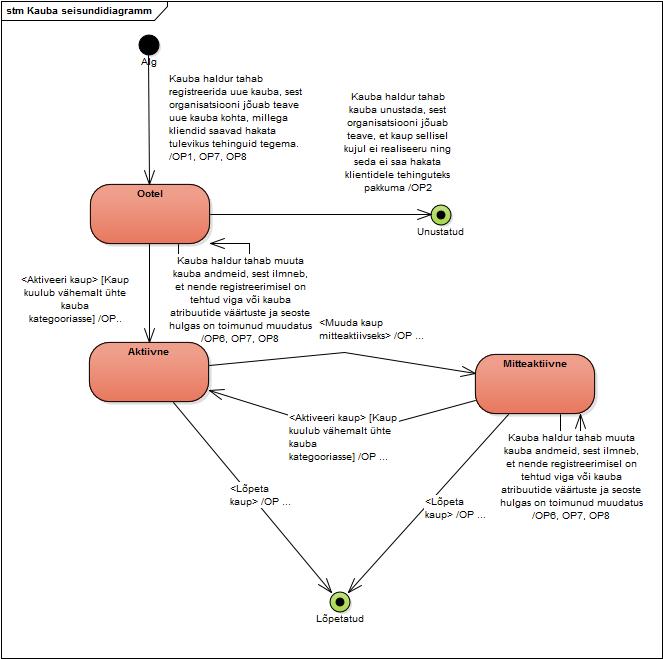 stm Kauba seisundidiagramm
Alg
Kauba haldur tahab
registreerida uue kauba, sest
organisatsiooni jõuab teave
uue kauba kohta, millega
kliendid saavad hakata
tulevikus tehinguid tegema.
/OP1, OP7, OP8
Kauba haldur tahab
kauba unustada, sest
organisatsiooni jõuab
teave, et kaup sellisel
kujul ei realiseeru ning
seda ei saa hakata
klientidele tehinguteks
pakkuma /OP2
Ootel
Unustatud
Kauba haldur tahab muuta
kauba andmeid, sest ilmneb,
et nende registreerimisel on
tehtud viga või kauba
atribuutide väärtuste ja seoste
hulgas on toimunud muudatus
/OP6, OP7, OP8
<Aktiveeri kaup> [Kaup
kuulub vähemalt ühte
kauba
kategooriasse] /OP...
<Muuda kaup
mitteaktiivseks> /OP ...
Aktiivne
Mitteaktiivne
<Aktiveeri kaup> [Kaup
kuulub vähemalt ühte
kauba
kategooriasse] /OP ...
Kauba haldur tahab muuta
kauba andmeid, sest ilmneb,
et nende registreerimisel on
tehtud viga või kauba
atribuutide väärtuste ja seoste
hulgas on toimunud muudatus
/OP6, OP7, OP8
<Lõpeta
kaup> /OP ...
<Lõpeta
kaup> /OP ...
Lõpetatud